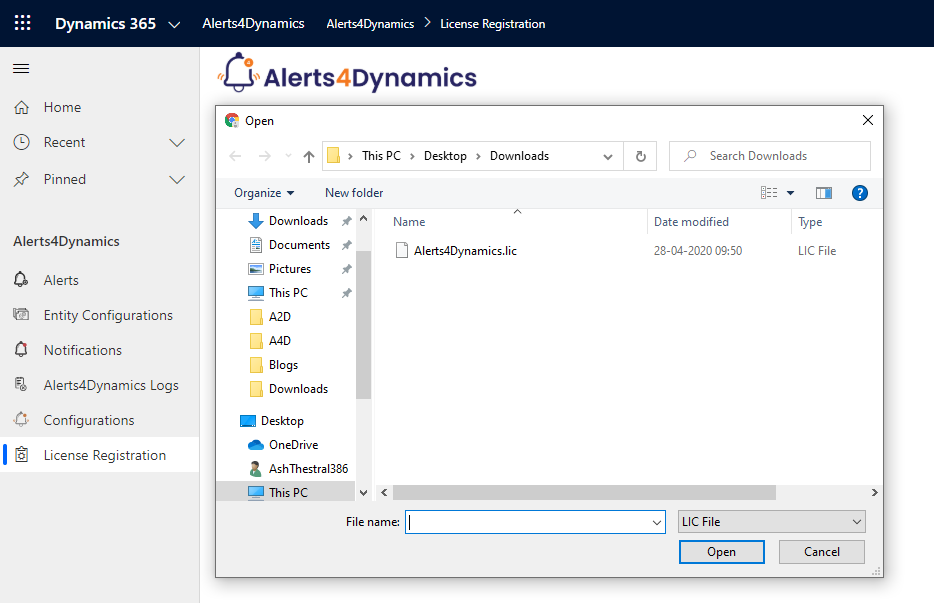 Dynamics 365 Alerts4Dynamics Alerts4Dynamics License Registration
Alerts4Dynamics
Home
Recent
Pinned
Alerts4Dynamics
Alerts
Entity Configurations
Notifications
Alerts4Dynamics Logs
Configurations
License Registration
Open
This PC Desktop Downloads
Search Downloads
Organize New folder
?
Downloads
Documents
Pictures
This PC
A2D
A4D
Blogs
Downloads
Desktop
OneDrive
AshThestral386
This PC
Name Date modified Type
Alerts4Dynamics.lic 28-04-2020 09:50 LIC File
File name: LIC File
Open Cancel